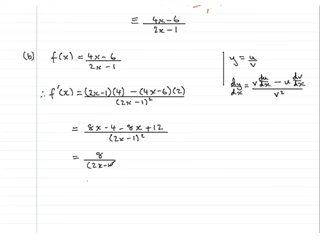 ≡ 4x-6 / 2x-1
(b) f(x) = 4x-6 / 2x-1
y = u/v
∴ f'(x) = (2x-1)(4) - (4x-6)(2) / (2x-1)²
dy/dx = v du/dx - u dv/dx / v²
= 8x-4-8x+12 / (2x-1)²
= 8 / (2x-1